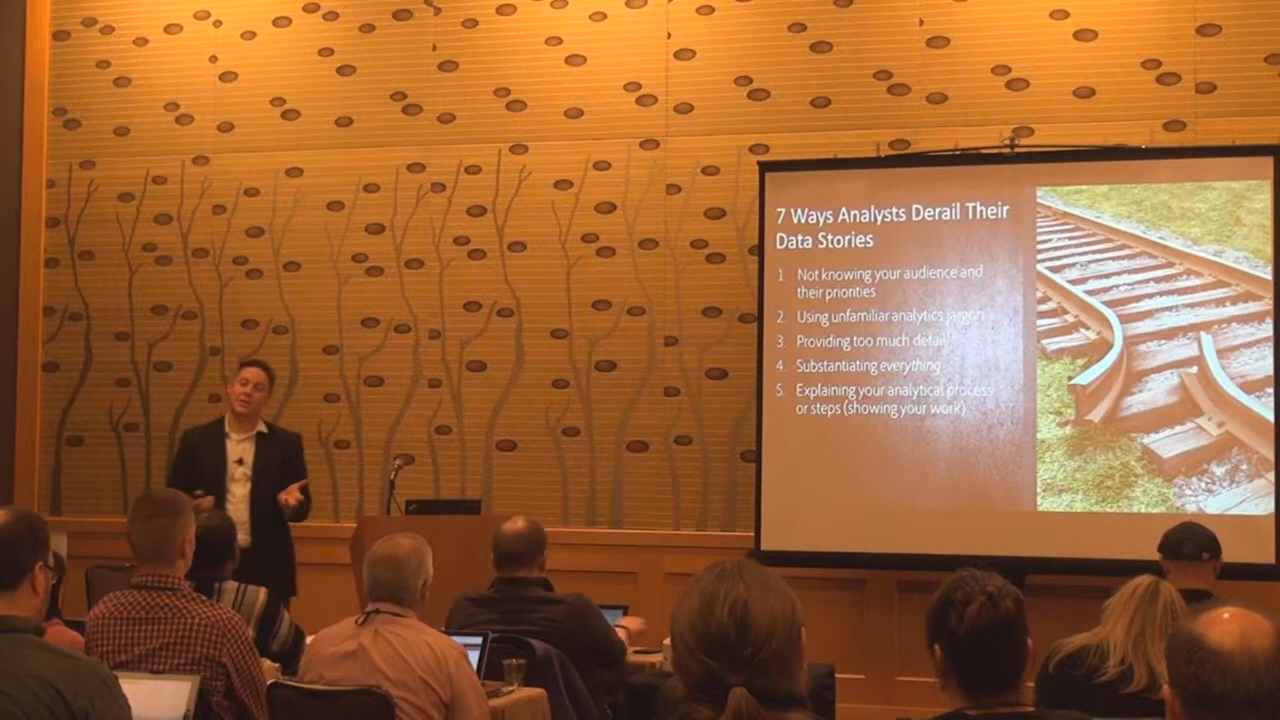 7 Ways Analysts Derail Their
Data Stories
1. Not knowing your audience and
their priorities
2. Using unfamiliar analytics jargon
3. Providing too much detail
4. Substantiating everything
5. Explaining your analytical process
or steps (showing your work)